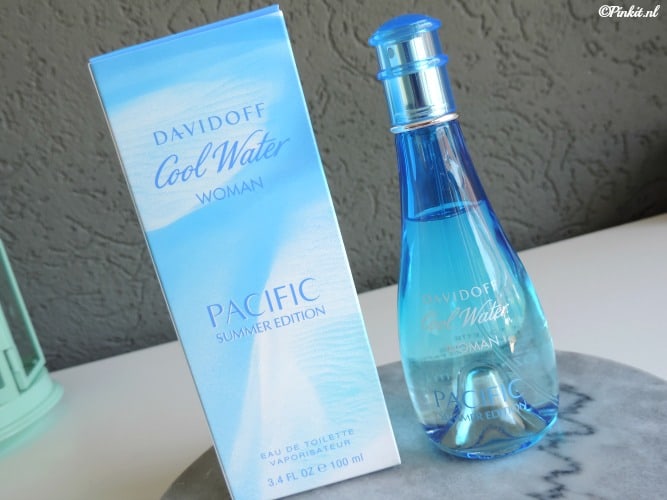 ©Pinkit.nl
DAVIDOFF
Cool Water
WOMAN
PACIFIC
SUMMER EDITION
EAU DE TOILETTE
VAPORISATEUR
3.4 FL OZ e 100 ml
DAVIDOFF
Cool Water
WOMAN
PACIFIC
SUMMER EDITION